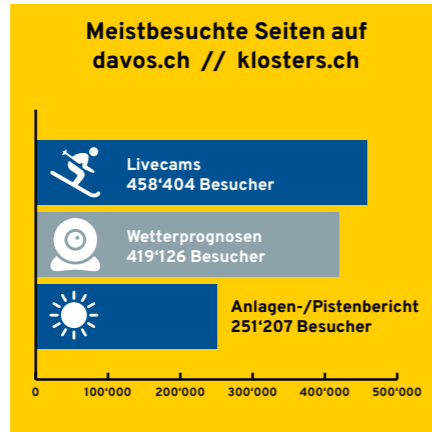 Meistbesuchte Seiten auf
davos.ch // klosters.ch
Livecams
458‘404 Besucher
Wetterprognosen
419‘126 Besucher
Anlagen-/Pistenbericht
251‘207 Besucher
0 100‘000 200‘000 300‘000 400‘000 500‘000